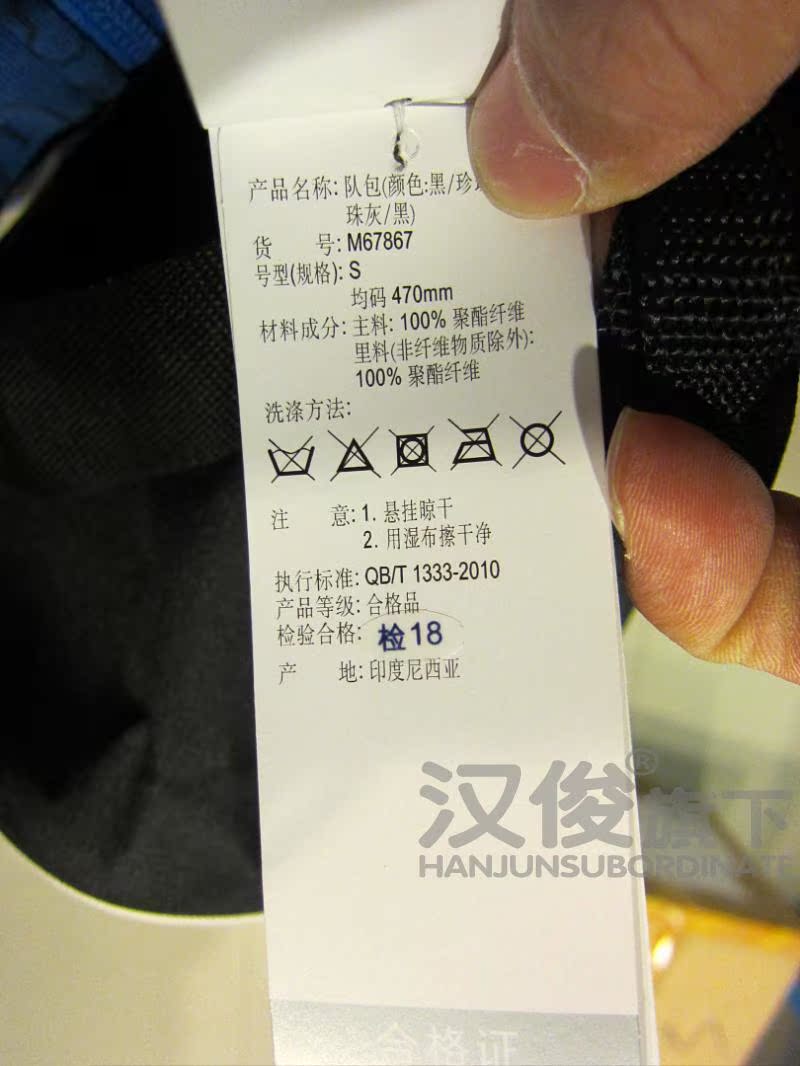 产品名称: 队包(颜色:黑/珍
珠灰/黑)
货 号: M67867
号型(规格): S
均码 470mm
材料成分: 主料: 100% 聚酯纤维
里料(非纤维物质除外):
100% 聚酯纤维
洗涤方法:
注 意: 1. 悬挂晾干
2. 用湿布擦干净
执行标准: QB/T 1333-2010
产品等级: 合格品
检验合格: 检18
产 地: 印度尼西亚
汉俊®旗下
HANJUNSUBORDINATE
合格证